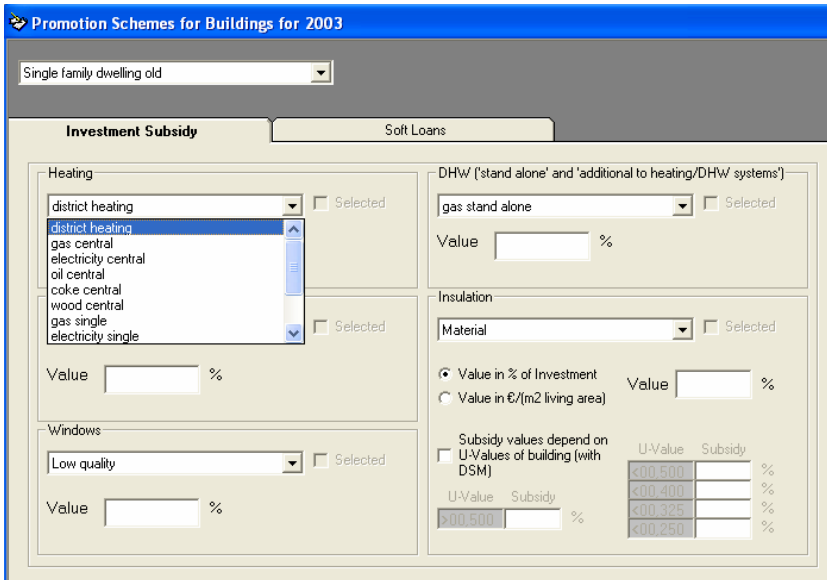 Promotion Schemes for Buildings for 2003
Single family dwelling old
Investment Subsidy
Soft Loans
Heating
district heating
Selected
district heating
gas central
electricity central
oil central
coke central
wood central
gas single
electricity single
Selected
Value %
Windows
Low quality
Selected
Value %
DHW ('stand alone' and 'additional to heating/DHW systems')
gas stand alone
Selected
Value %
Insulation
Material
Selected
Value in % of Investment
Value in €/(m2 living area)
Value %
Subsidy values depend on
U-Values of building (with
DSM)
U-Value Subsidy
>00,500 %
U-Value Subsidy
<00,500 %
<00,400 %
<00,325 %
<00,250 %